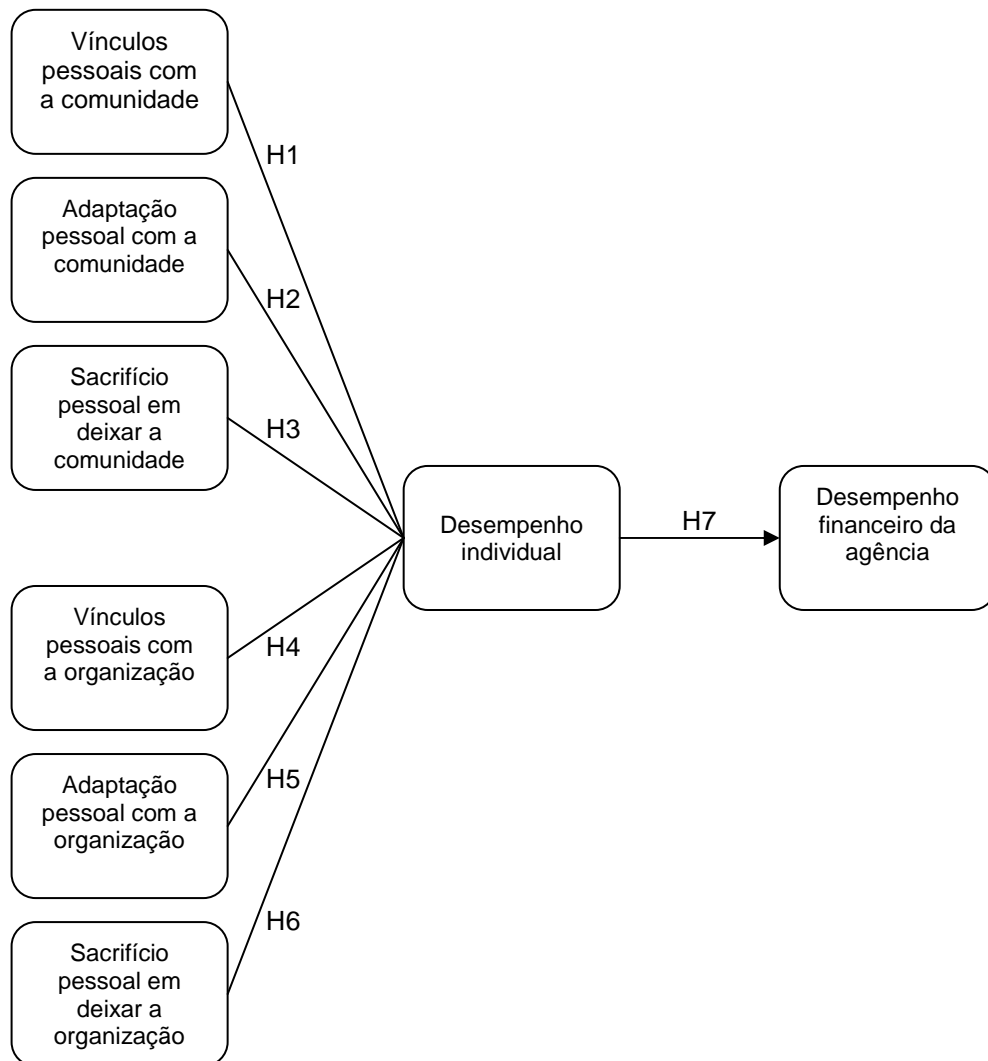 Vínculos
pessoais com
a comunidade
H1
Adaptação
pessoal com a
comunidade
H2
Sacrifício
pessoal em
deixar a
comunidade
H3
Desempenho
individual
H7
Desempenho
financeiro da
agência
Vínculos
pessoais com
a organização
H4
Adaptação
pessoal com a
organização
H5
Sacrifício
pessoal em
deixar a
organização
H6